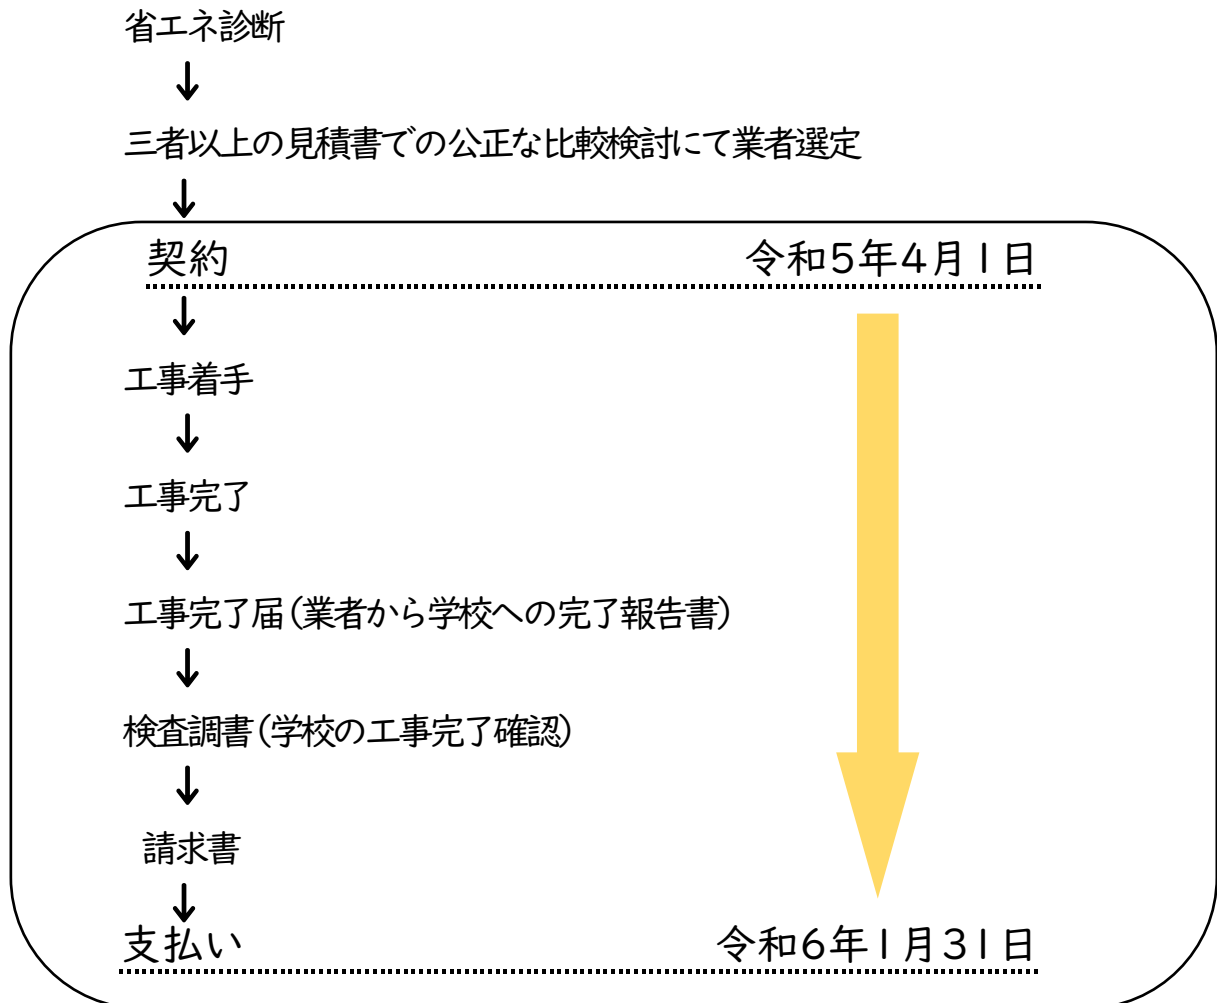 省エネ診断
↓
三者以上の見積書での公正な比較検討にて業者選定
↓
契約 令和5年4月1日
↓
工事着手
↓
工事完了
↓
工事完了届(業者から学校への完了報告書)
↓
検査調書(学校の工事完了確認)
↓
請求書
↓
支払い 令和6年1月31日